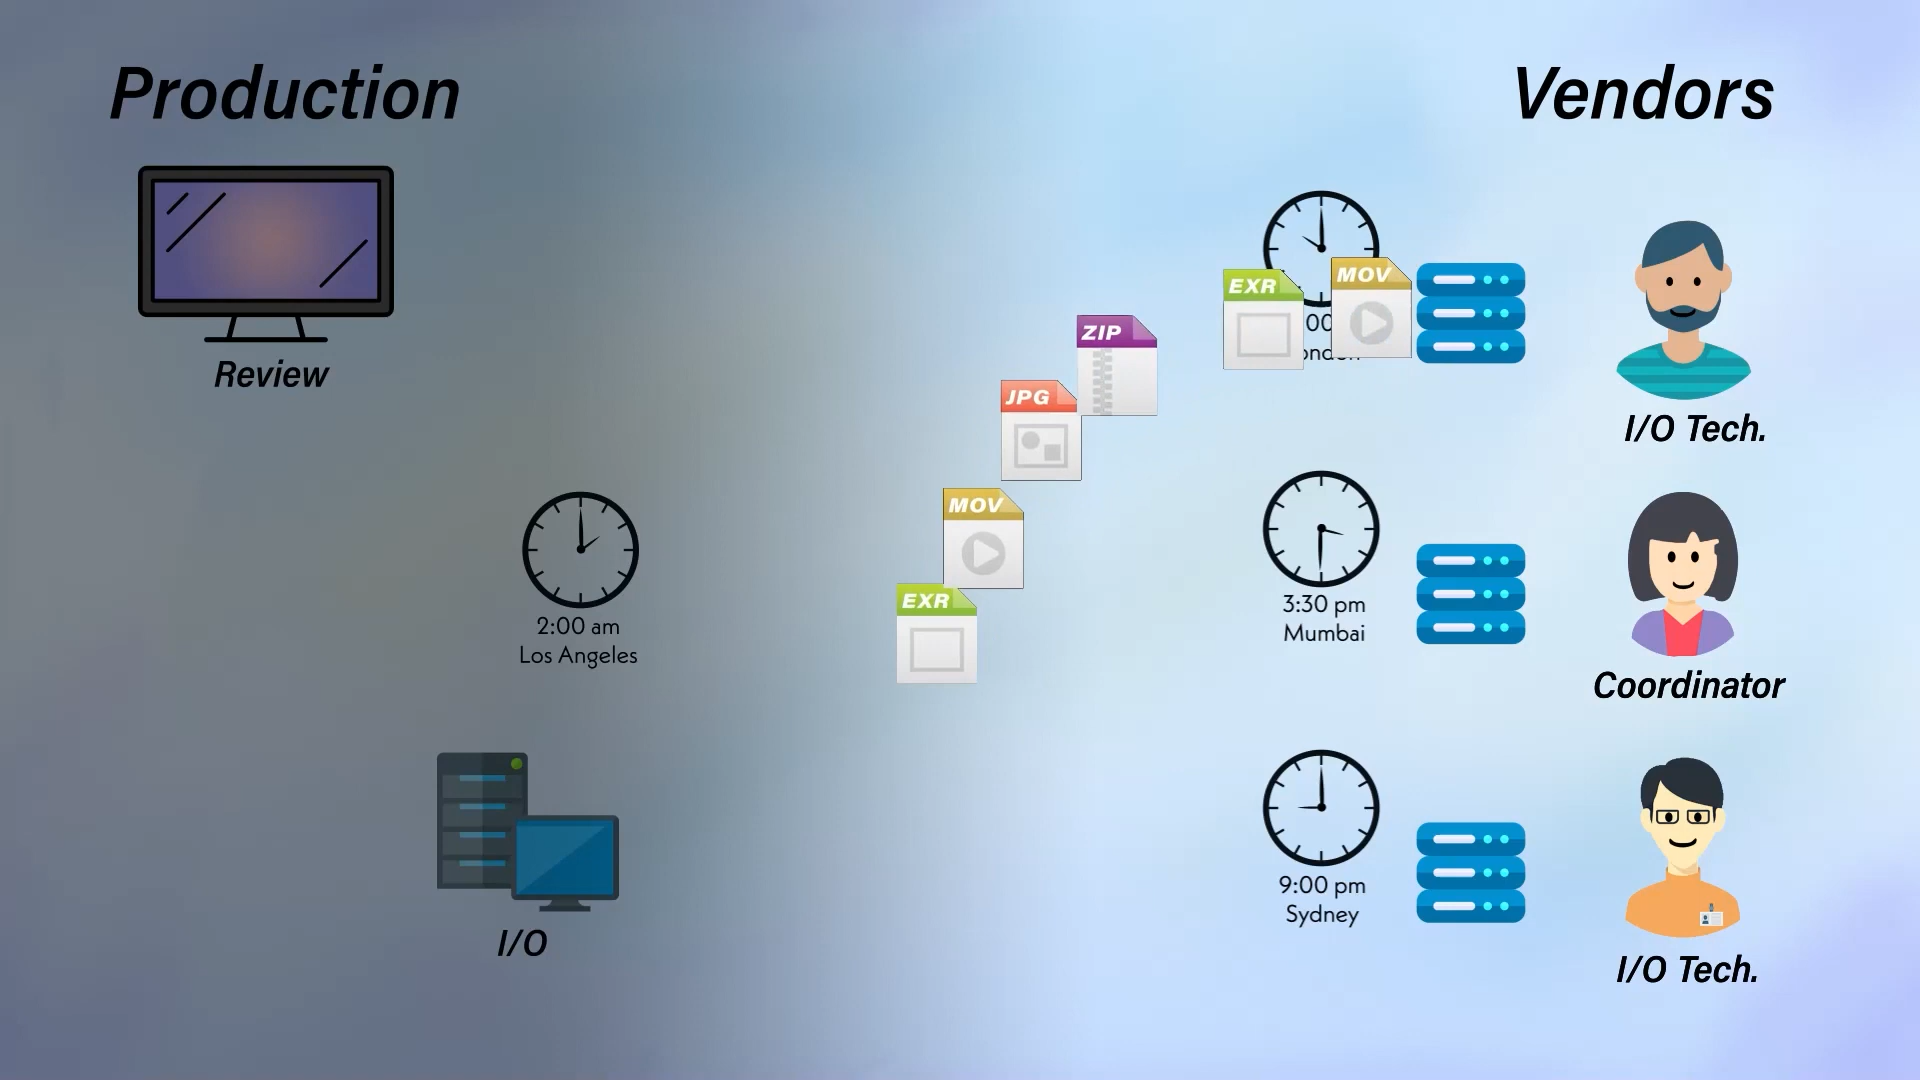 Production
Vendors
Review
EXR
MOV
ZIP
JPG
MOV
EXR
I/O Tech.
2:00 am
Los Angeles
3:30 pm
Mumbai
Coordinator
9:00 pm
Sydney
I/O
I/O Tech.